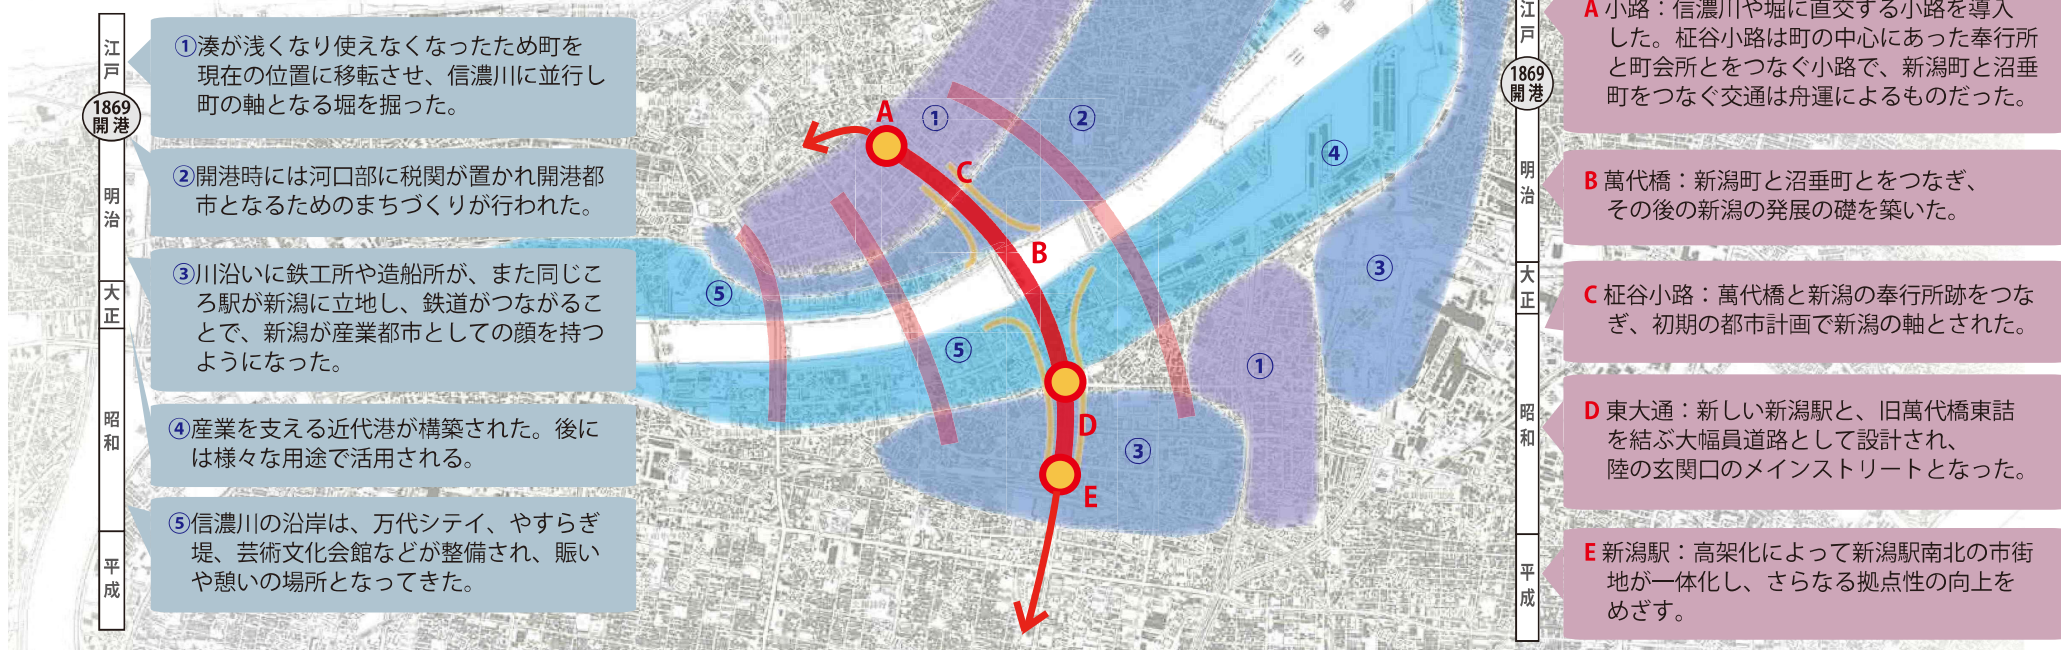 江戸
1869
開港
明治
大正
昭和
平成
①湊が浅くなり使えなくなったため町を
現在の位置に移転させ、信濃川に並行し
町の軸となる堀を掘った。
②開港時には河口部に税関が置かれ開港都
市となるためのまちづくりが行われた。
③川沿いに鉄工所や造船所が、また同じこ
ろ駅が新潟に立地し、鉄道がつながるこ
とで、新潟が産業都市としての顔を持つ
ようになった。
④産業を支える近代港が構築された。後に
は様々な用途で活用される。
⑤信濃川の沿岸は、万代シテイ、やすらぎ
堤、芸術文化会館などが整備され、賑い
や憩いの場所となってきた。
A
①
②
C
④
B
③
⑤
⑤
①
D
③
E
江戸
1869
開港
明治
大正
昭和
平成
A 小路：信濃川や堀に直交する小路を導入
した。柾谷小路は町の中心にあった奉行所
と町会所とをつなぐ小路で、新潟町と沼垂
町をつなぐ交通は舟運によるものだった。
B 萬代橋：新潟町と沼垂町とをつなぎ、
その後の新潟の発展の礎を築いた。
C 柾谷小路：萬代橋と新潟の奉行所跡をつな
ぎ、初期の都市計画で新潟の軸とされた。
D 東大通：新しい新潟駅と、旧萬代橋東詰
を結ぶ大幅員道路として設計され、
陸の玄関口のメインストリートとなった。
E 新潟駅：高架化によって新潟駅南北の市街
地が一体化し、さらなる拠点性の向上を
めざす。